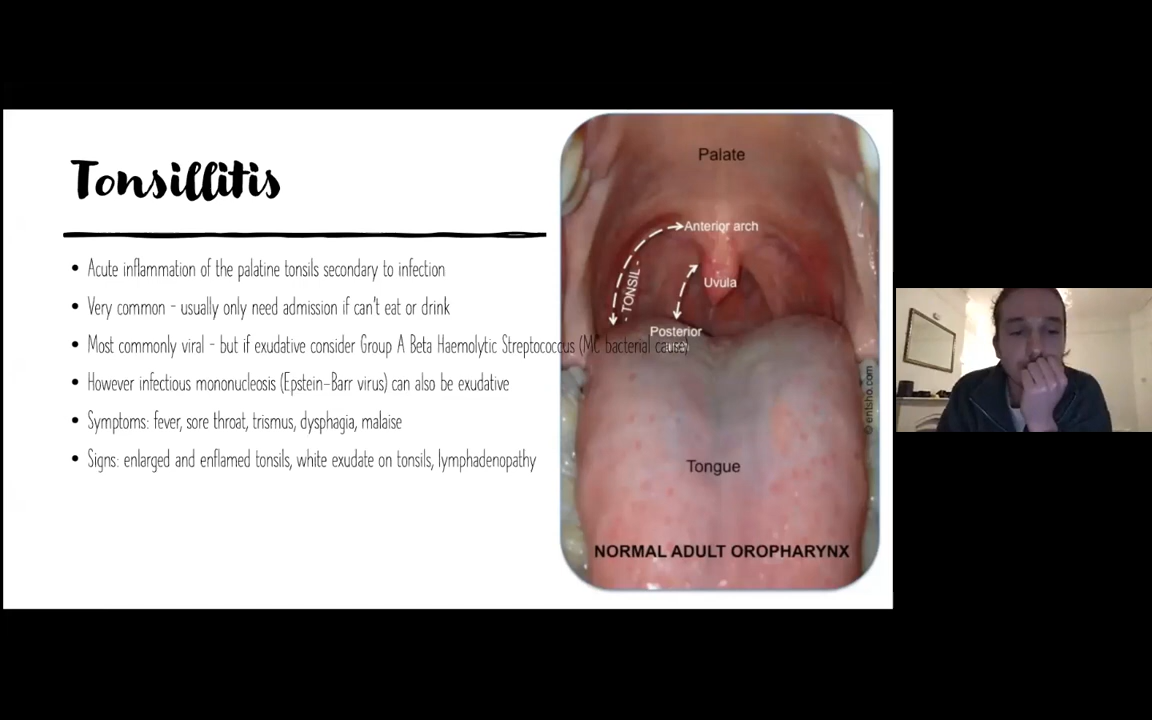 Tonsillitis
• Acute inflammation of the palatine tonsils secondary to infection
• Very common - usually only need admission if can't eat or drink
• Most commonly viral - but if exudative consider Group A Beta Haemolytic Streptococcus (MC bacterial cause)
• However infectious mononucleosis (Epstein-Barr virus) can also be exudative
• Symptoms: fever, sore throat, trismus, dysphagia, malaise
• Signs: enlarged and enflamed tonsils, white exudate on tonsils, lymphadenopathy
Palate
Anterior arch
- TONSIL -
Uvula
Posterior
arch
Tongue
NORMAL ADULT OROPHARYNX
© entsho.com